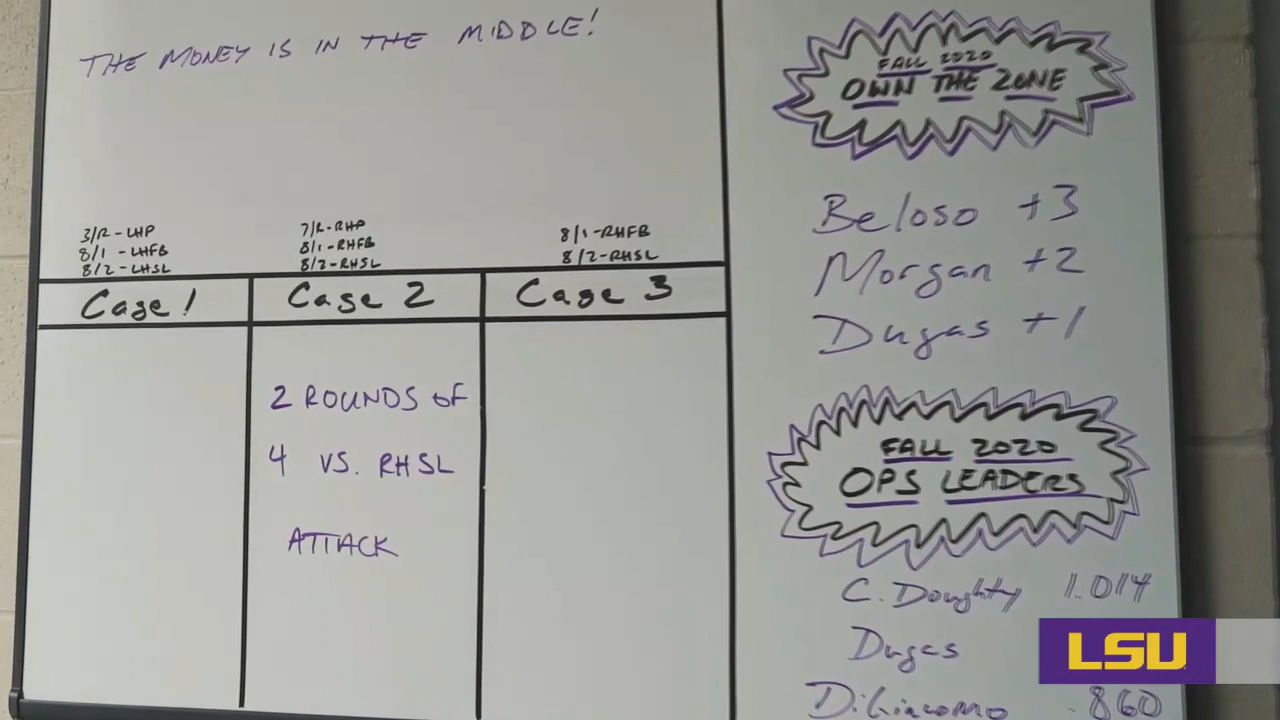 THE MONEY IS IN THE MIDDLE!
3/R-LHP
8/1-LHFB
8/2-LHSL
7/R-RHP
8/1-RHFB
8/2-RHSL
8/1-RHFB
8/2-RHSL
Cage 1
Cage 2
Cage 3
2 ROUNDS OF
4 VS. RHSL
ATTACK
FALL 2020
OWN THE ZONE
Beloso +3
Morgan +2
Dugas +1
FALL 2020
OPS LEADERS
C. Doughty 1.014
Dugas
DiGiacomo .860
LSU